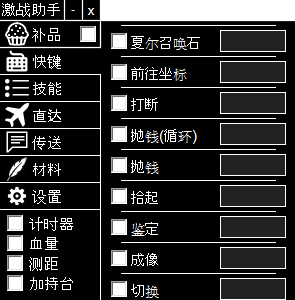 激战助手 - x
补品
快键
技能
直达
传送
材料
设置
计时器
血量
测距
加持台
夏尔召唤石
前往坐标
打断
抛钱(循环)
抛钱
拾起
鉴定
成像
切换